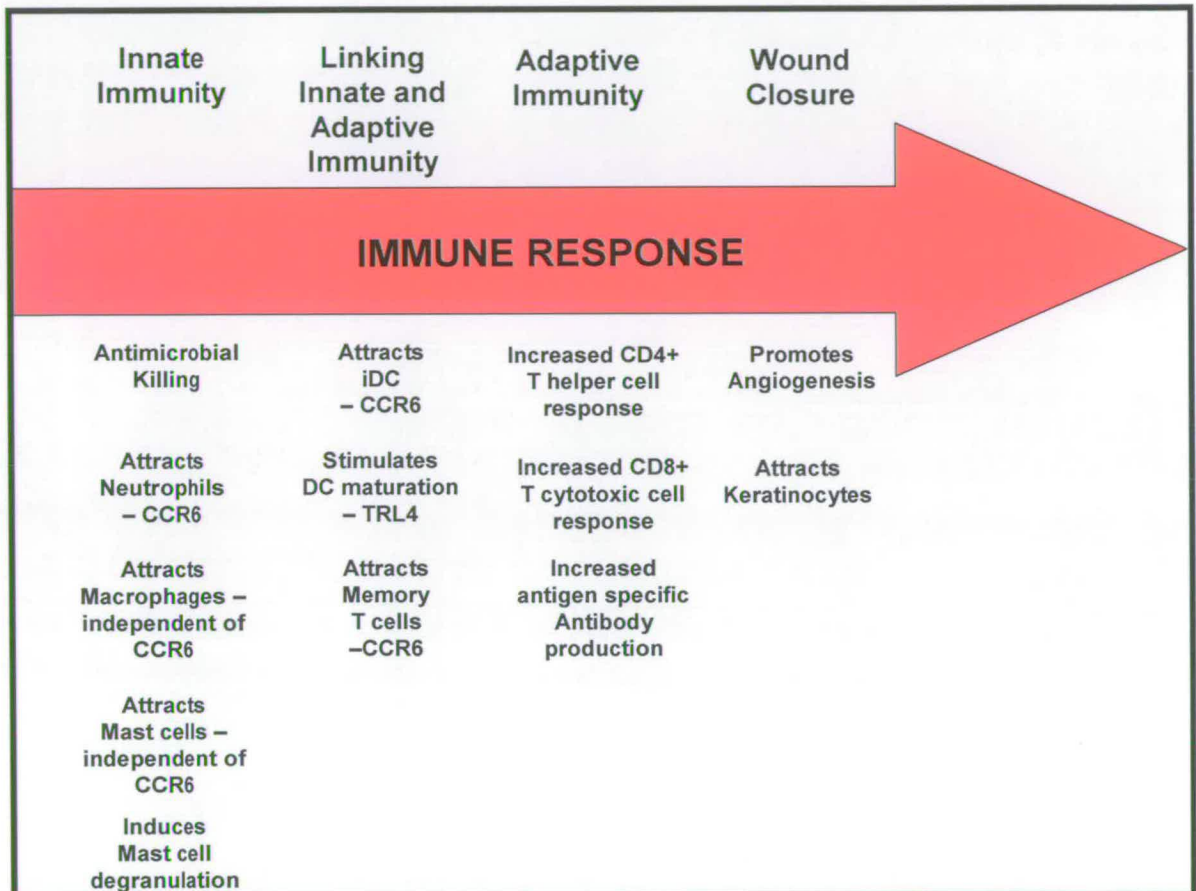 Innate
Immunity
Linking
Innate and
Adaptive
Immunity
Adaptive
Immunity
Wound
Closure
IMMUNE RESPONSE
Antimicrobial
Killing
Attracts
Neutrophils
– CCR6
Attracts
Macrophages –
independent of
CCR6
Attracts
Mast cells –
independent of
CCR6
Induces
Mast cell
degranulation
Attracts
iDC
– CCR6
Stimulates
DC maturation
– TRL4
Attracts
Memory
T cells
–CCR6
Increased CD4+
T helper cell
response
Increased CD8+
T cytotoxic cell
response
Increased
antigen specific
Antibody
production
Promotes
Angiogenesis
Attracts
Keratinocytes